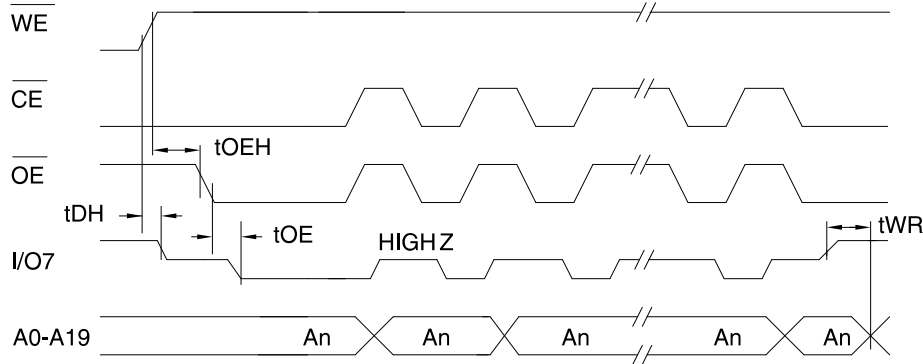 WE
CE
tOEH
OE
tDH
tOE
tWR
HIGH Z
I/O7
A0-A19 An An An An An